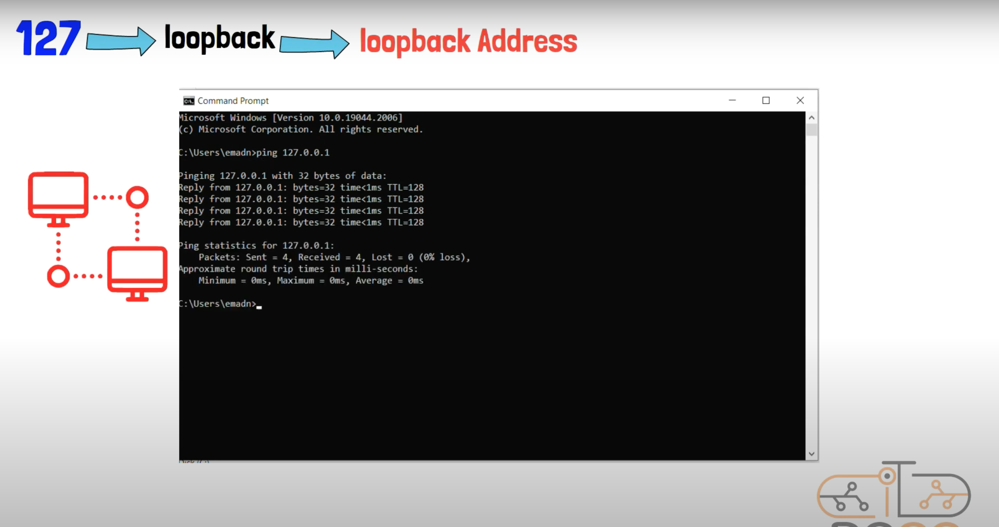 127 loopback loopback Address
Command Prompt
Microsoft Windows [Version 10.0.19044.2006]
(c) Microsoft Corporation. All rights reserved.
C:\Users\emadn>ping 127.0.0.1
Pinging 127.0.0.1 with 32 bytes of data:
Reply from 127.0.0.1: bytes=32 time<1ms TTL=128
Reply from 127.0.0.1: bytes=32 time<1ms TTL=128
Reply from 127.0.0.1: bytes=32 time<1ms TTL=128
Reply from 127.0.0.1: bytes=32 time<1ms TTL=128
Ping statistics for 127.0.0.1:
Packets: Sent = 4, Received = 4, Lost = 0 (0% loss),
Approximate round trip times in milli-seconds:
Minimum = 0ms, Maximum = 0ms, Average = 0ms
C:\Users\emadn>